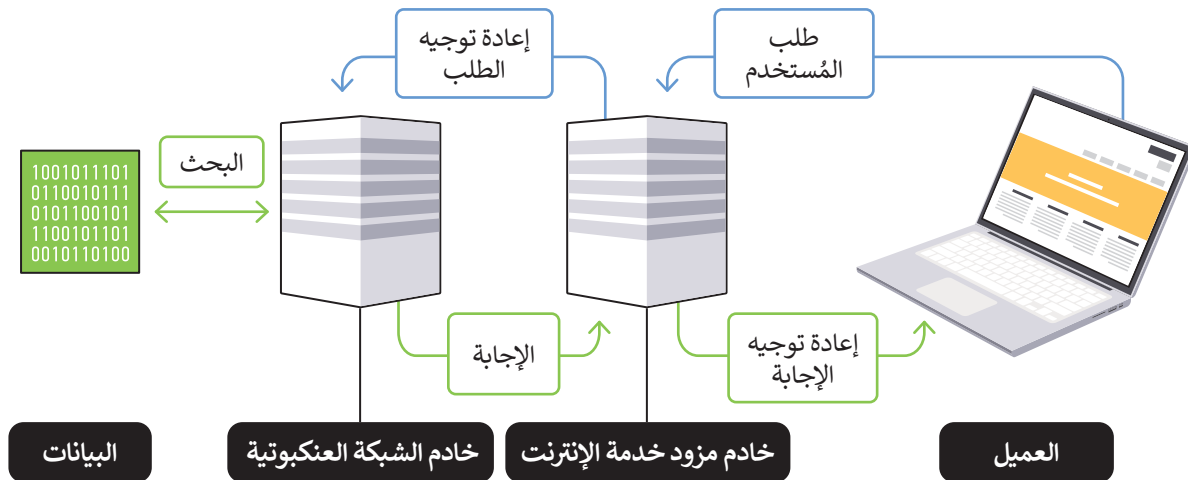 طلب
المُستخدم
إعادة توجيه
الطلب
البحث
1001011101
0110010111
0101100101
1100101101
0010110100
الإجابة
إعادة توجيه
الإجابة
العميل
خادم مزود خدمة الإنترنت
خادم الشبكة العنكبوتية
البيانات